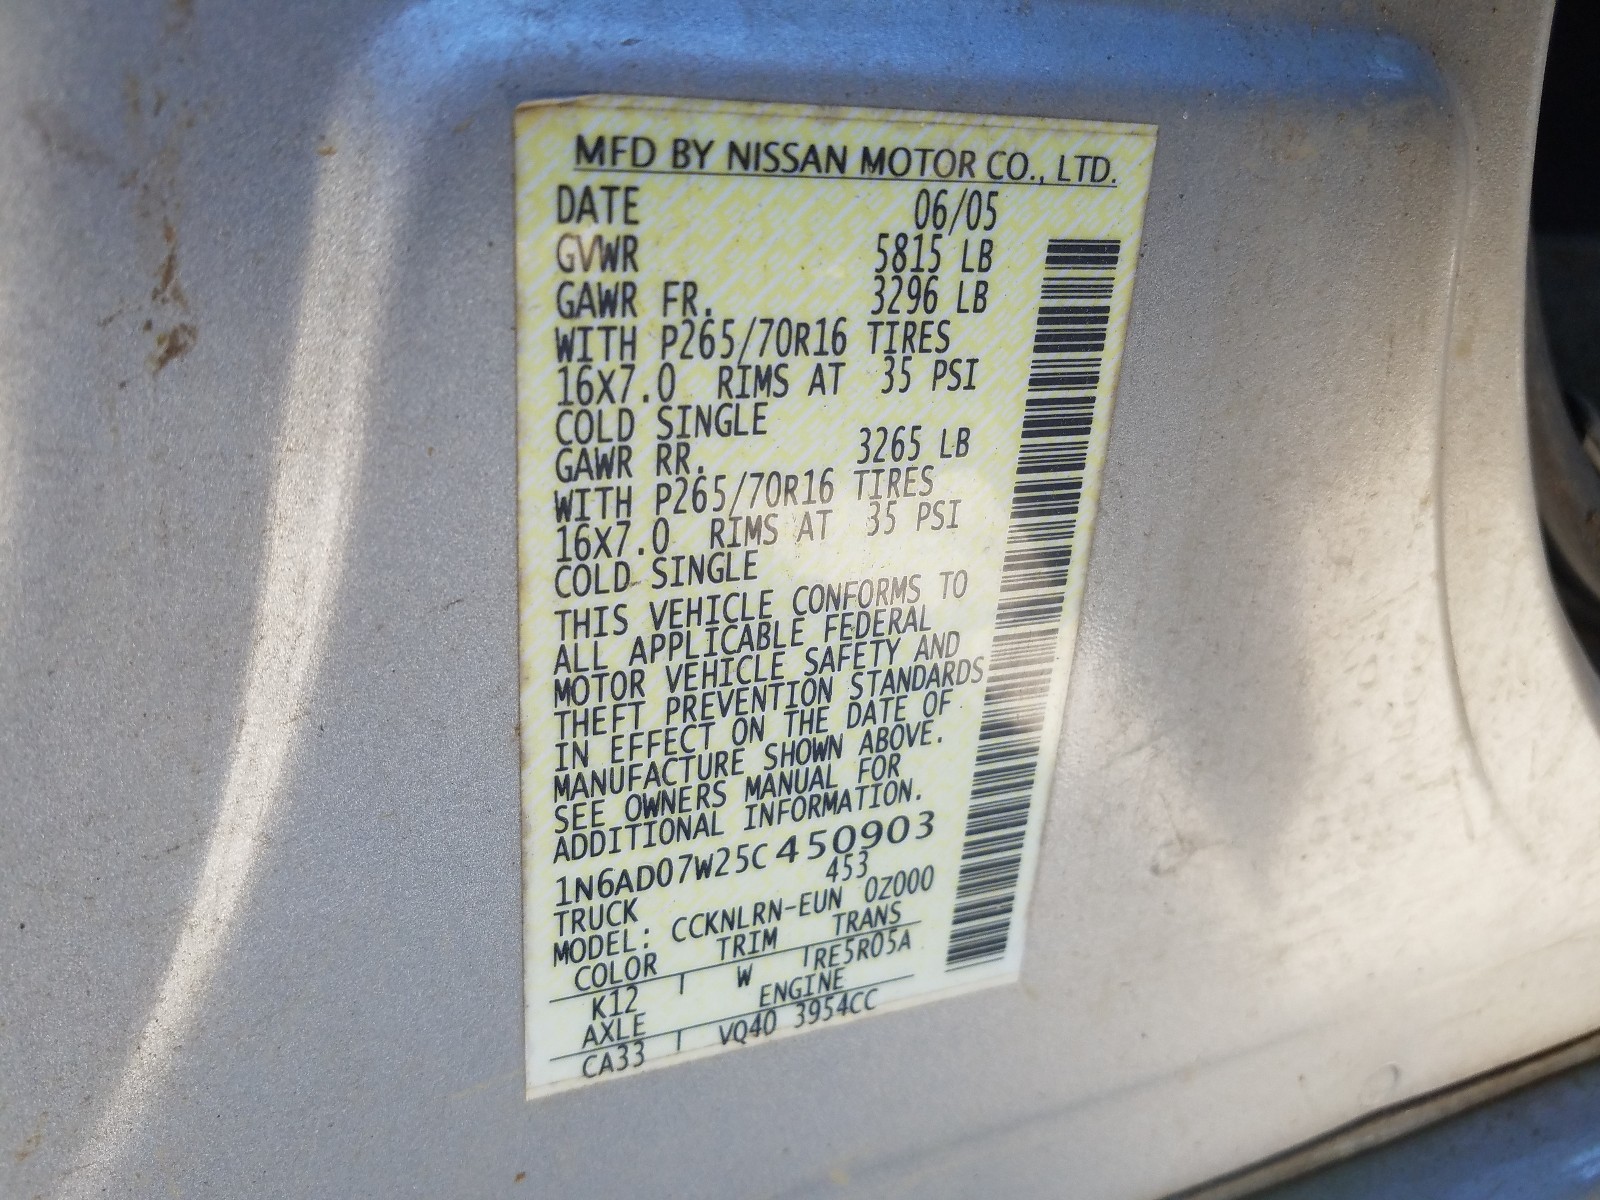 MFD BY NISSAN MOTOR CO., LTD.
DATE 06/05
GVWR 5815 LB
GAWR FR. 3296 LB
WITH P265/70R16 TIRES
16X7.0 RIMS AT 35 PSI
COLD SINGLE
GAWR RR. 3265 LB
WITH P265/70R16 TIRES
16X7.0 RIMS AT 35 PSI
COLD SINGLE
THIS VEHICLE CONFORMS TO
ALL APPLICABLE FEDERAL
MOTOR VEHICLE SAFETY AND
THEFT PREVENTION STANDARDS
IN EFFECT ON THE DATE OF
MANUFACTURE SHOWN ABOVE.
SEE OWNERS MANUAL FOR
ADDITIONAL INFORMATION.
1N6AD07W25C450903
TRUCK 453
MODEL: CCKNLRN-EUN 0Z000
COLOR TRIM TRANS
K12 W RE5R05A
AXLE ENGINE
CA33 VQ40 3954CC